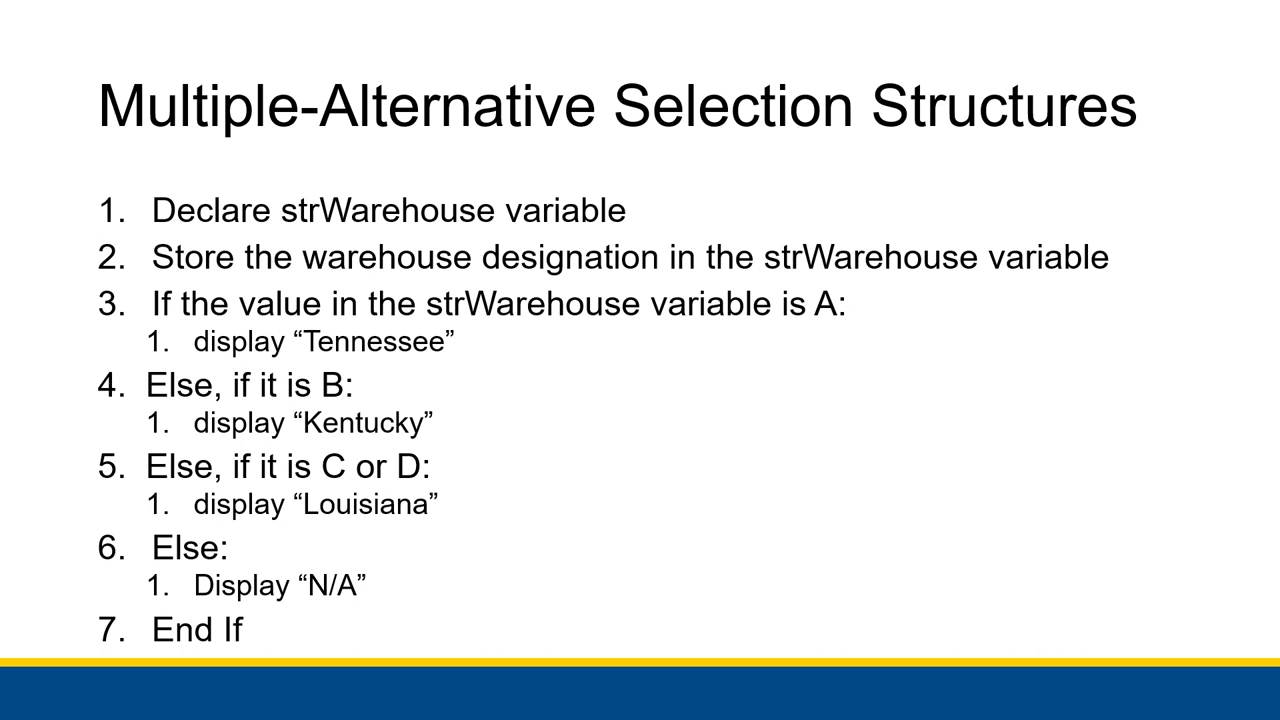 Multiple-Alternative Selection Structures
1. Declare strWarehouse variable
2. Store the warehouse designation in the strWarehouse variable
3. If the value in the strWarehouse variable is A:
1. display “Tennessee”
4. Else, if it is B:
1. display “Kentucky”
5. Else, if it is C or D:
1. display “Louisiana”
6. Else:
1. Display “N/A”
7. End If